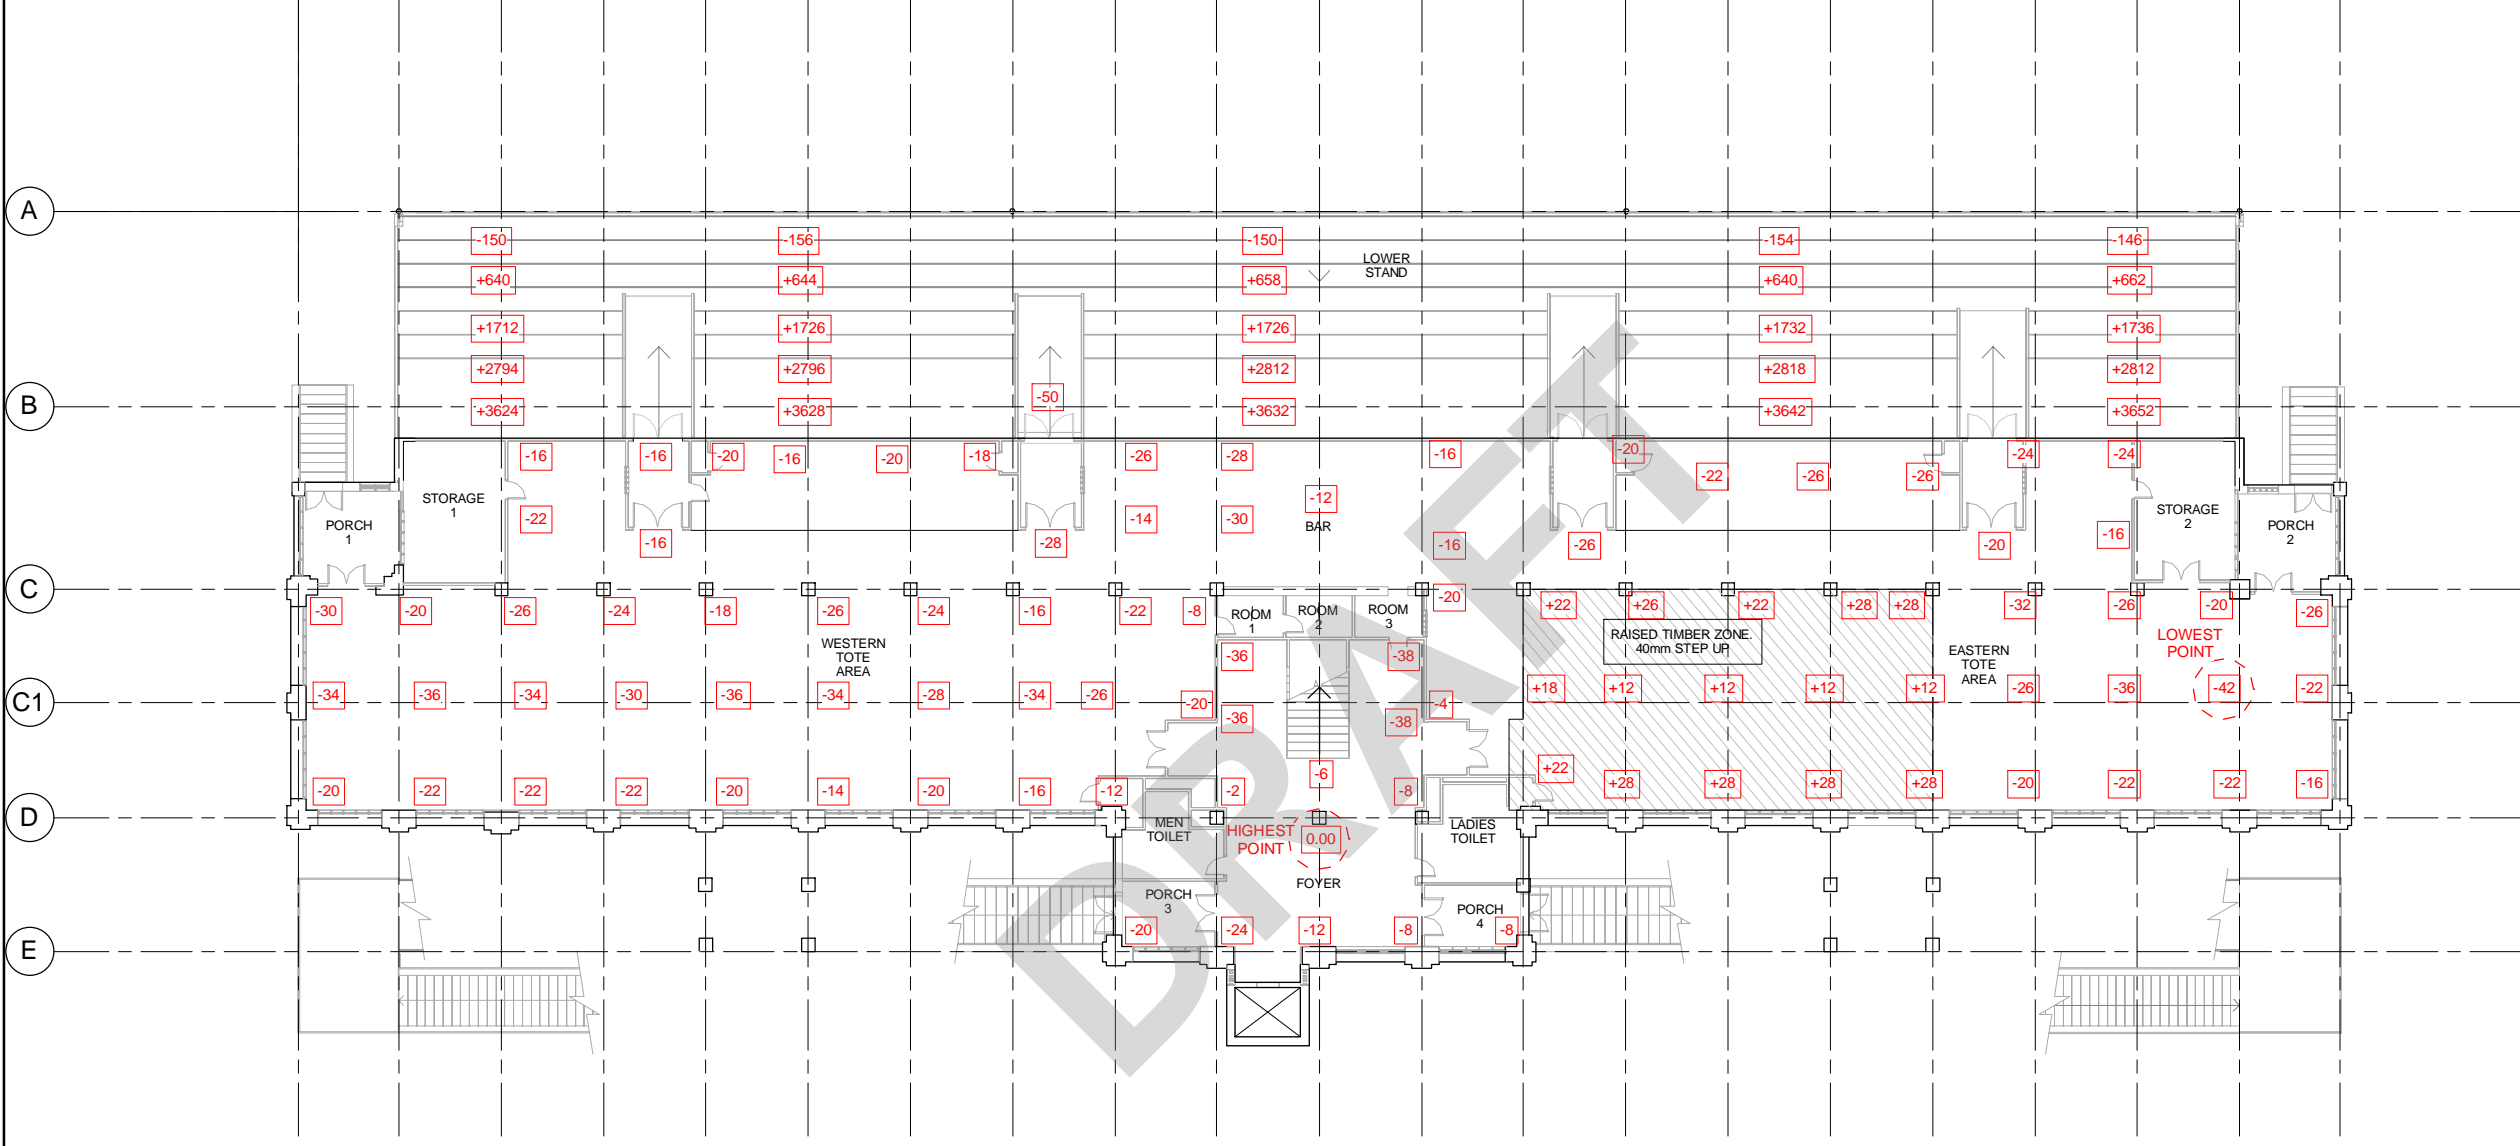 A
-150 -156 -150 -154 -146
LOWER
STAND
+640 +644 +658 +640 +662
+1712 +1726 +1726 +1732 +1736
+2794 +2796 +2812 +2818 +2812
B
-50
+3624 +3628 +3632 +3642 +3652
-16 -16 -20 -16 -20 -18 -26 -28 -16 -20 -24 -24
-22 -26 -26
STORAGE
1
-12
PORCH
1
-22 -14 -30 BAR
STORAGE
2
PORCH
2
-16 -28 -16 -26 -20 -16
C
-30 -20 -26 -24 -18 -26 -24 -16 -22 -8
ROOM
1
ROOM
2
ROOM
3
-20
+22 +26 +22 +28 +28 -32 -26 -20 -26
WESTERN
TOTE
AREA
RAISED TIMBER ZONE.
40mm STEP UP
EASTERN
TOTE
AREA
LOWEST
POINT
-36 -38
C1
-34 -36 -34 -30 -36 -34 -28 -34 -26 -20 -4 +18 +12 +12 +12 +12 -26 -36 -42 -22
-36 -38
-6
+22
-20 -22 -22 -22 -20 -14 -20 -16 -12 -2 -8 +28 +28 +28 +28 -20 -22 -22 -16
D
MEN
TOILET
HIGHEST
POINT
0.00
LADIES
TOILET
FOYER
PORCH
3
PORCH
4
E
-20 -24 -12 -8 -8
DRAFT